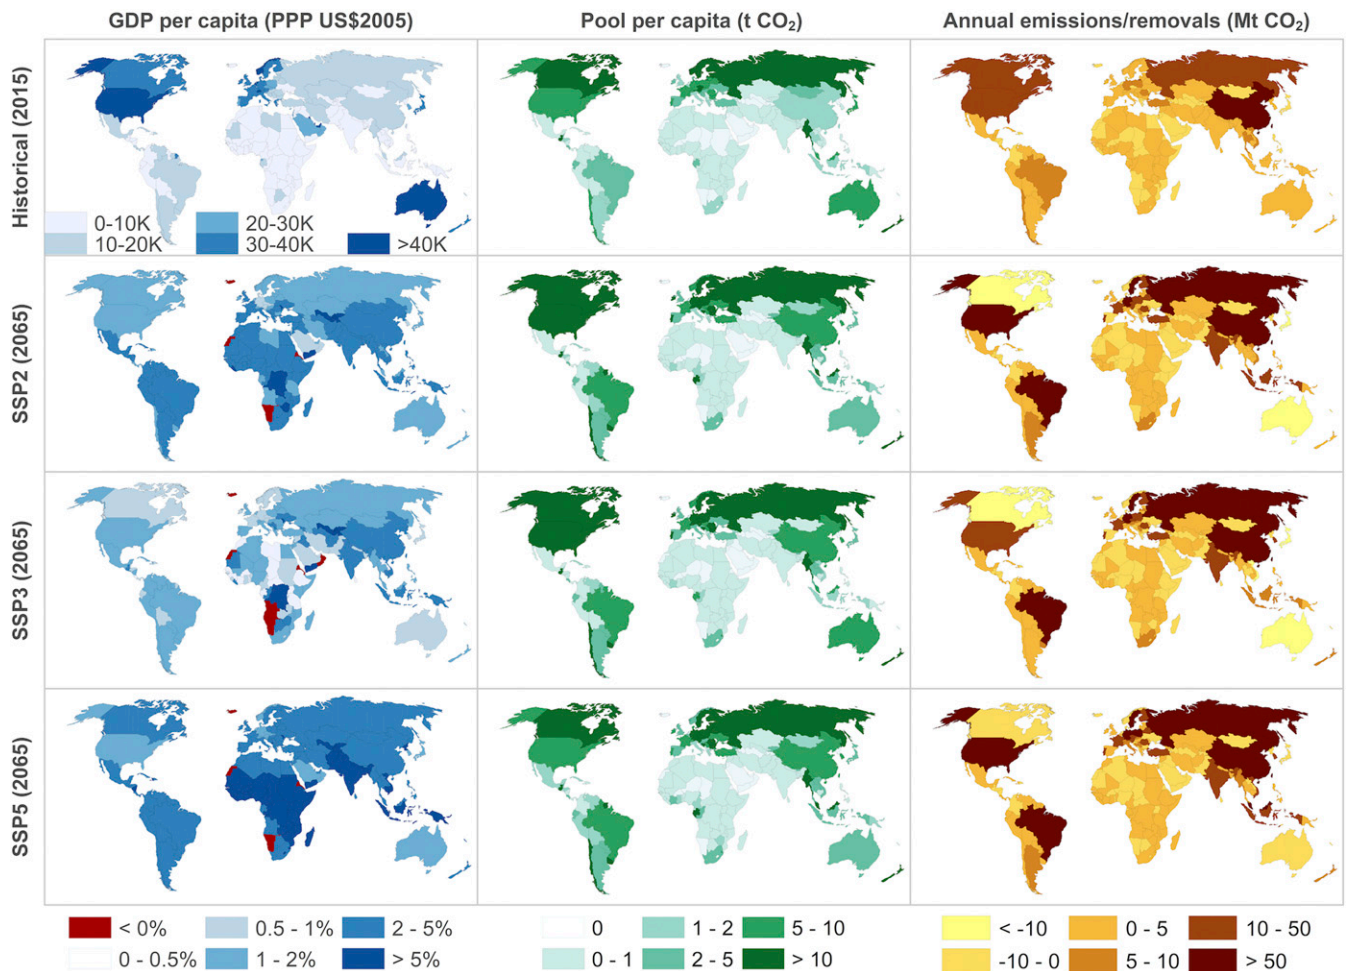 GDP per capita (PPP US$2005)
Pool per capita (t CO₂)
Annual emissions/removals (Mt CO₂)
Historical (2015)
0-10K
20-30K
10-20K
30-40K
>40K
SSP2 (2065)
SSP3 (2065)
SSP5 (2065)
< 0%
0.5 - 1%
2 - 5%
0 - 0.5%
1 - 2%
> 5%
0
1 - 2
5 - 10
0 - 1
2 - 5
> 10
< -10
0 - 5
10 - 50
-10 - 0
5 - 10
> 50